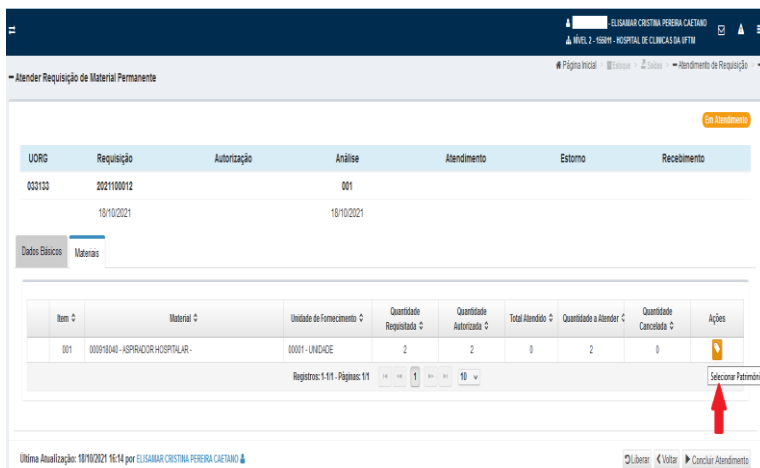 - ELISAMAR CRISTINA PEREIRA CAETANO
NÍVEL 2 - 155011 - HOSPITAL DE CLINICAS DA UFTM
Página Inicial > Estoque > Saídas > Atendimento de Requisição >
Atender Requisição de Material Permanente
Em Atendimento
UORG Requisição Autorização Análise Atendimento Estorno Recebimento
033133 2021100012 001
18/10/2021 18/10/2021
Dados Básicos Materiais
Item Material Unidade de Fornecimento Quantidade Requisitada Quantidade Autorizada Total Atendido Quantidade a Atender Quantidade Cancelada Ações
001 000918040 - ASPIRADOR HOSPITALAR - 00001 - UNIDADE 2 2 0 2 0
Registros: 1-1/1 - Páginas: 1/1 1 10
Selecionar Patrimôni
Última Atualização: 18/10/2021 16:14 por ELISAMAR CRISTINA PEREIRA CAETANO
Liberar Voltar Concluir Atendimento